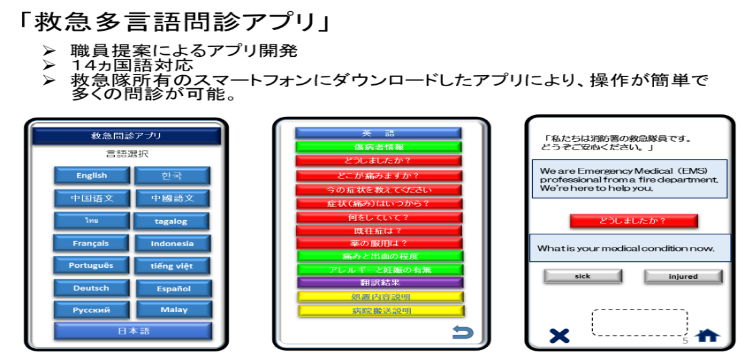 「救急多言語問診アプリ」
➢ 職員提案によるアプリ開発
➢ 14ヵ国語対応
➢ 救急隊所有のスマートフォンにダウンロードしたアプリにより、操作が簡単で
多くの問診が可能。
救急問診アプリ
言語選択
English
한국
中国语文
中國語文
ไทย
tagalog
Français
Indonesia
Português
tiếng việt
Deutsch
Español
Русский
Malay
日本語
英 語
傷病者情報
どうしましたか?
どこが痛みますか?
今の症状を教えてください
症状(痛み)はいつから?
何をしていて?
既往症は?
薬の服用は?
痛みと出血の程度
アレルギーと妊娠の有無
翻訳結果
処置内容説明
病院搬送説明
「私たちは消防署の救急隊員です。
どうぞご安心ください。」
We are Emergency Medical (EMS)
professional from a fire department.
We're here to help you.
どうしましたか?
What is your medical condition now.
sick
injured
5